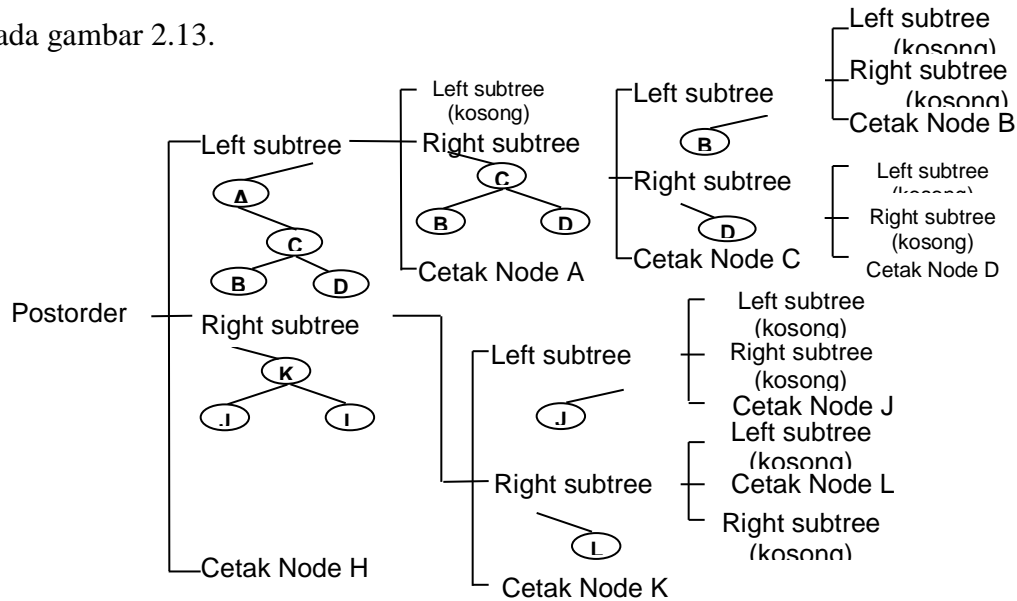 ada gambar 2.13.
Postorder
Left subtree
A
C
B
D
Right subtree
K
J
L
Cetak Node H
Left subtree
(kosong)
Right subtree
C
B
D
Cetak Node A
Left subtree
B
Right subtree
D
Cetak Node C
Left subtree
(kosong)
Right subtree
(kosong)
Cetak Node B
Left subtree
(kosong)
Right subtree
(kosong)
Cetak Node D
Left subtree
J
Right subtree
L
Cetak Node K
Left subtree
(kosong)
Right subtree
(kosong)
Cetak Node J
Left subtree
(kosong)
Cetak Node L
Right subtree
(kosong)